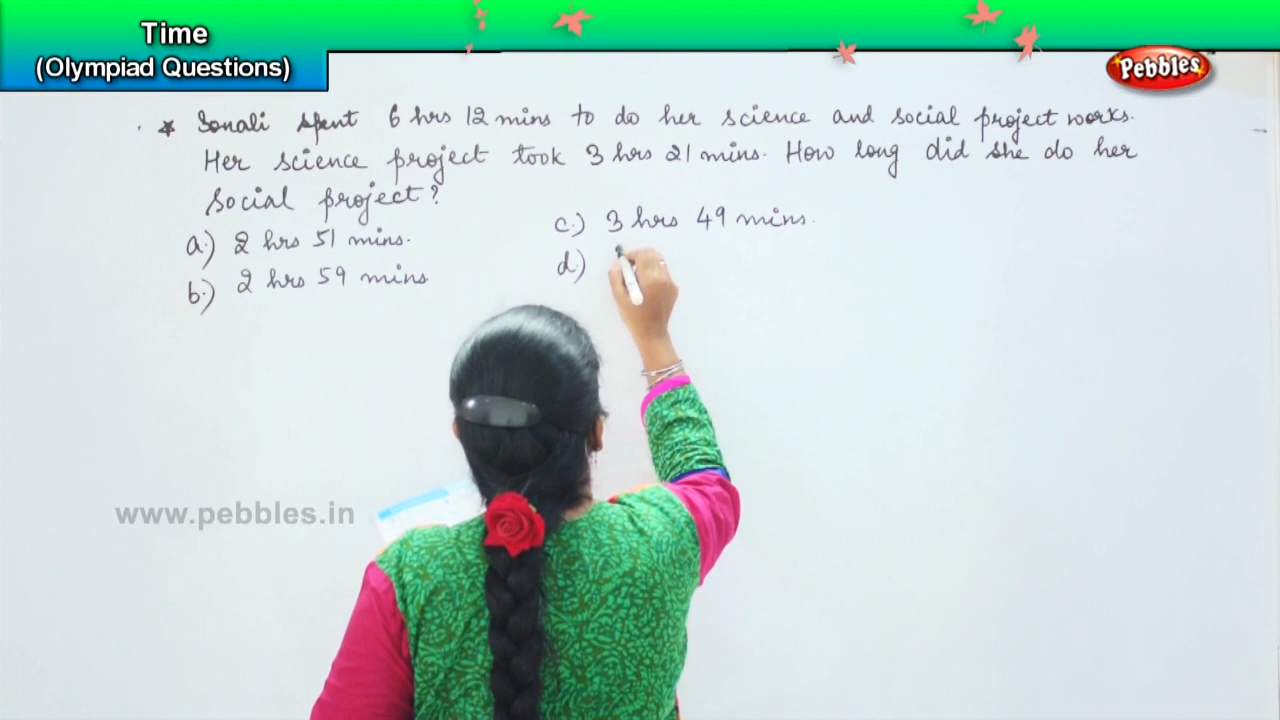 Time
(Olympiad Questions)
Pebbles
* Sonali spent 6 hrs 12 mins to do her science and social project works.
Her science project took 3 hrs 21 mins. How long did she do her
social project?
a.) 2 hrs 51 mins.
b.) 2 hrs 59 mins
c.) 3 hrs 49 mins.
d.)
www.pebbles.in